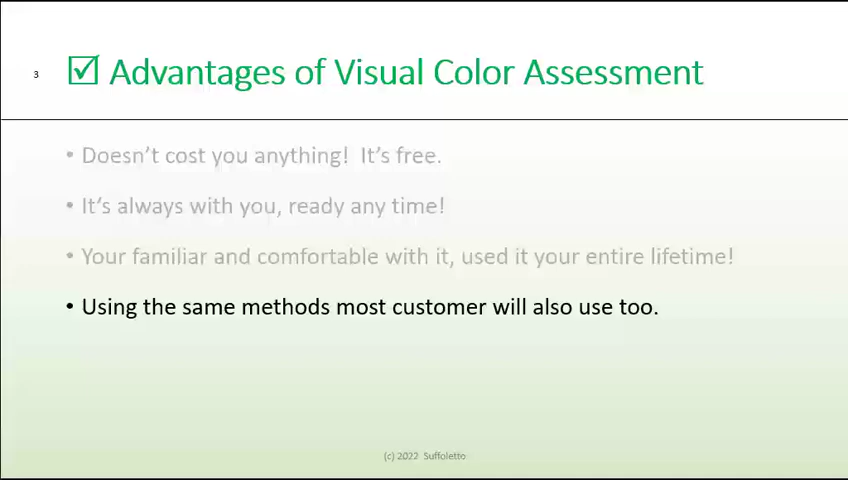 3
☑ Advantages of Visual Color Assessment
• Doesn't cost you anything!  It's free.
• It's always with you, ready any time!
• Your familiar and comfortable with it, used it your entire lifetime!
• Using the same methods most customer will also use too.
(c) 2022  Suffoletto